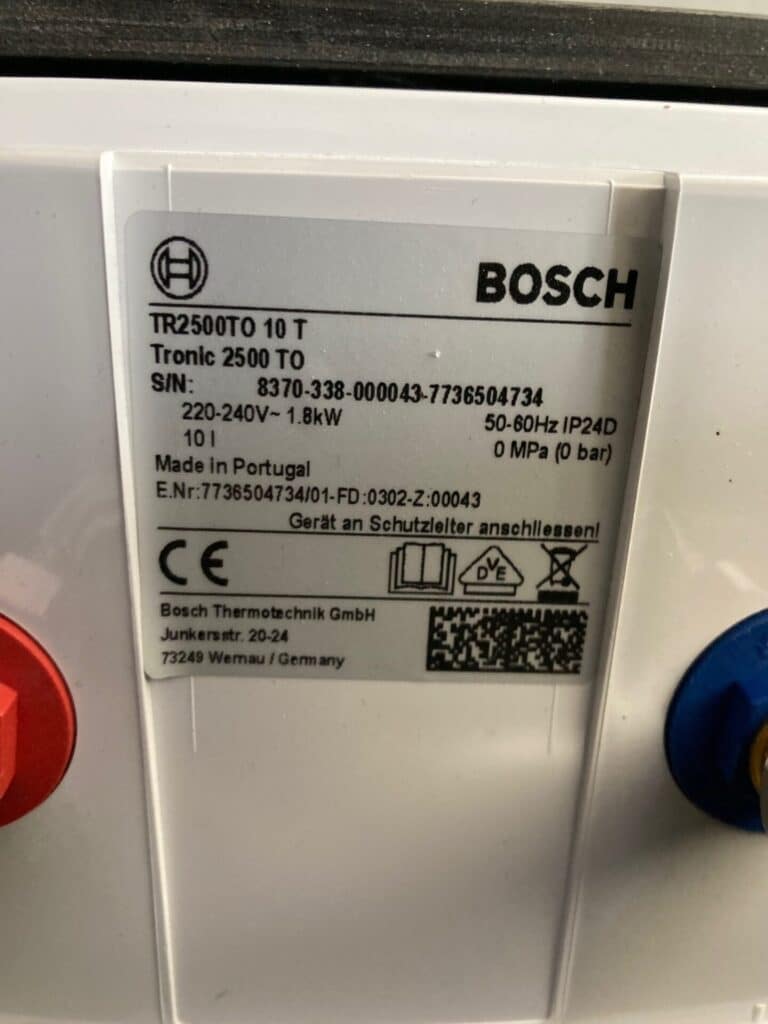 BOSCH
TR2500TO 10 T
Tronic 2500 TO
S/N: 8370-338-000043-7736504734
220-240V~ 1.8kW 50-60Hz IP24D
10 l 0 MPa (0 bar)
Made in Portugal
E.Nr:7736504734/01-FD:0302-Z:00043
Gerät an Schutzleiter anschliessen!
CE
DVE
Bosch Thermotechnik GmbH
Junkersstr. 20-24
73249 Wernau / Germany